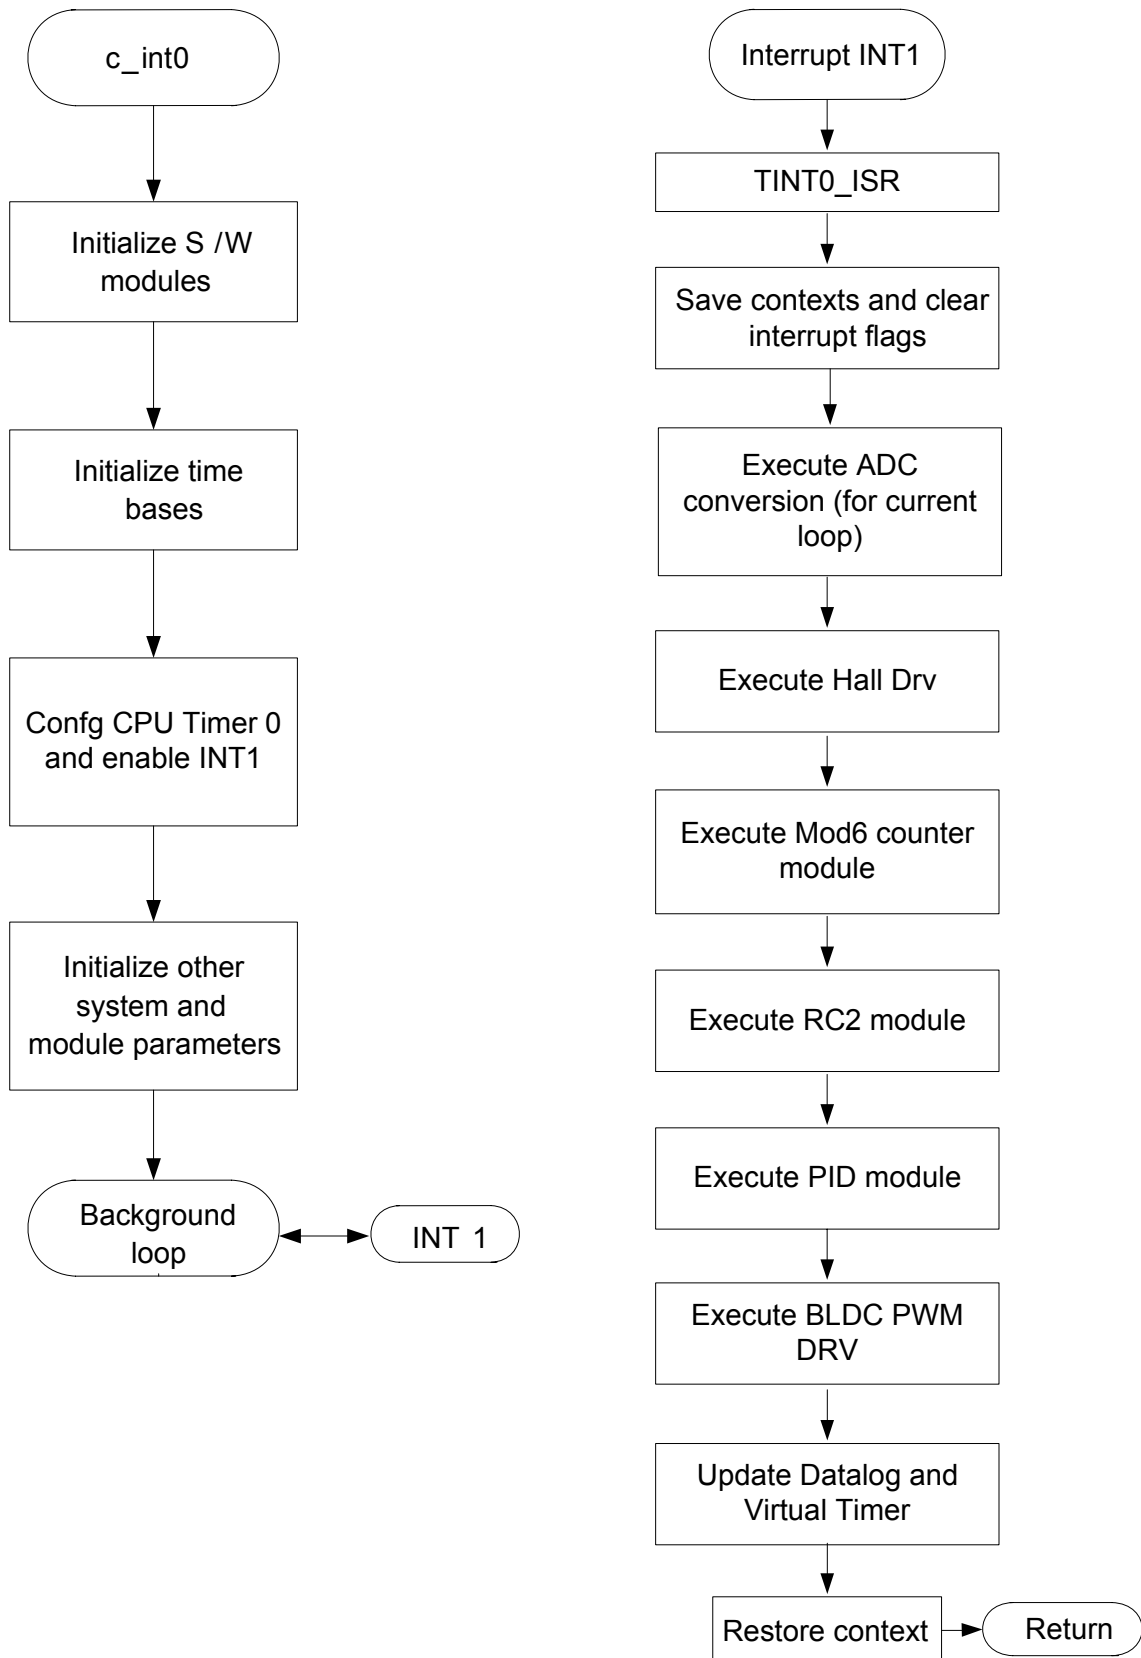 c_int0
Initialize S /W
modules
Initialize time
bases
Confg CPU Timer 0
and enable INT1
Initialize other
system and
module parameters
Background
loop
INT 1
Interrupt INT1
TINT0_ISR
Save contexts and clear
interrupt flags
Execute ADC
conversion (for current
loop)
Execute Hall Drv
Execute Mod6 counter
module
Execute RC2 module
Execute PID module
Execute BLDC PWM
DRV
Update Datalog and
Virtual Timer
Restore context
Return